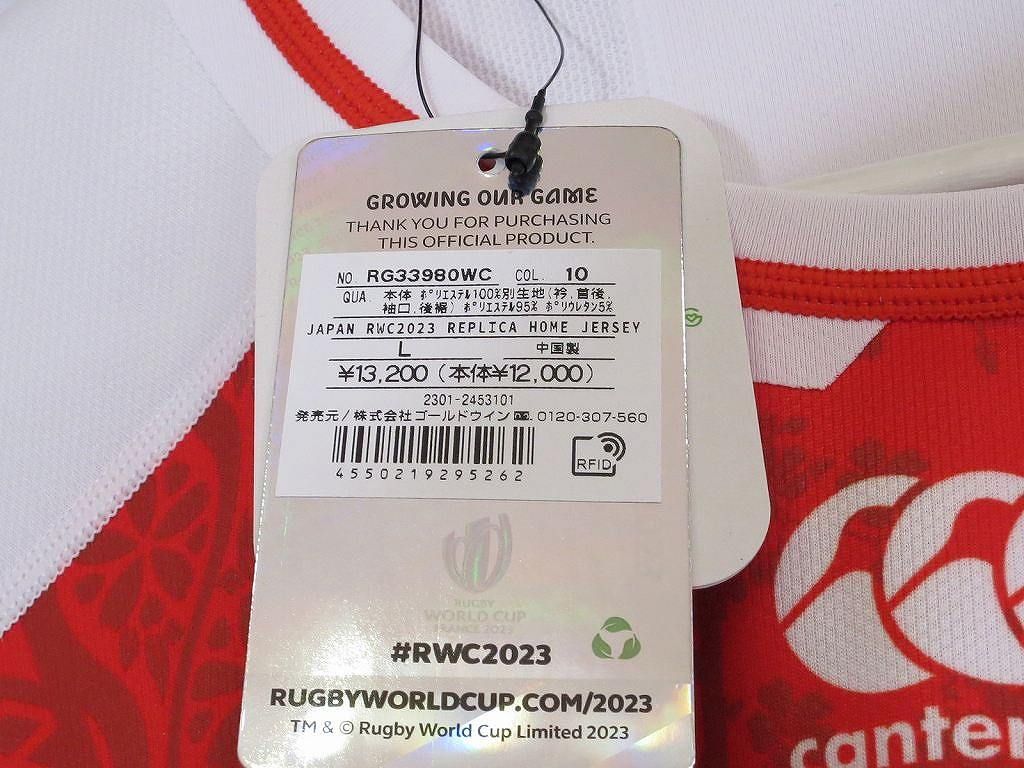 GROWING OUR GAME
THANK YOU FOR PURCHASING
THIS OFFICIAL PRODUCT.
NO. RG33980WC COL. 10
QUA. 本体 ポリエステル100%別生地(衿,首後,
袖口,後裾) ポリエステル95% ポリウレタン5%
JAPAN RWC2023 REPLICA HOME JERSEY
L 中国製
¥13,200(本体¥12,000)
2301-2453101
発売元/株式会社ゴールドウイン 0120-307-560
4550219295262
RFID
RUGBY
WORLD CUP
FRANCE 2023
#RWC2023
RUGBYWORLDCUP.COM/2023
TM & © Rugby World Cup Limited 2023
canter